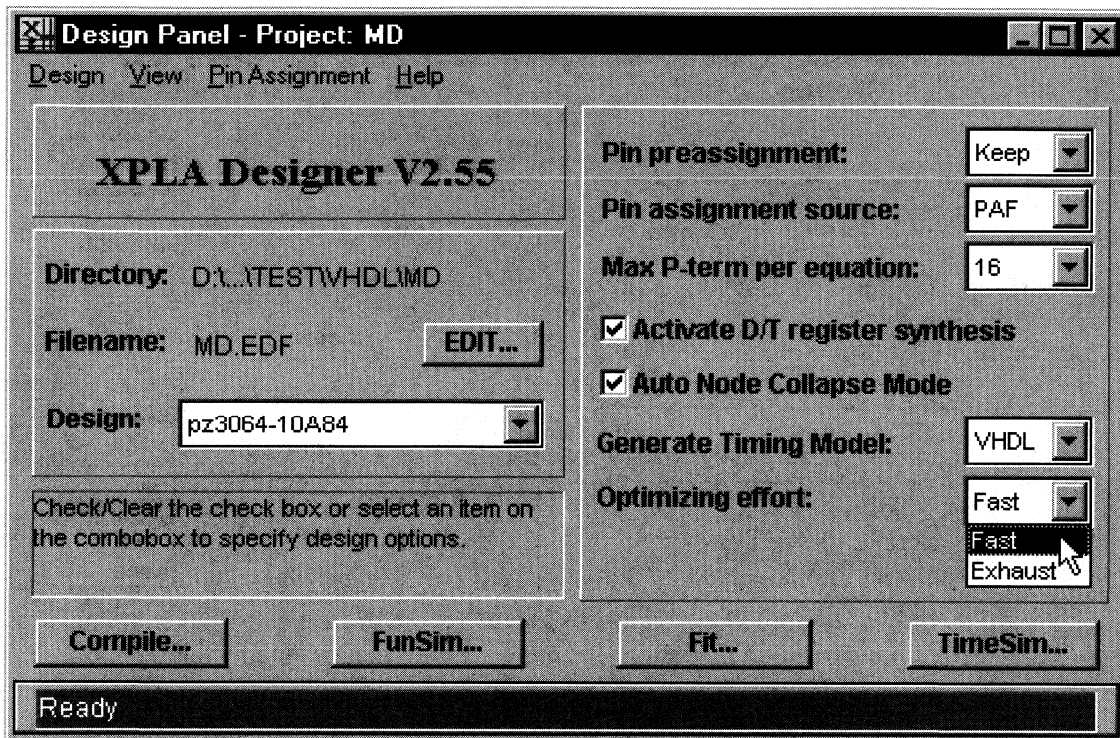 Design Panel - Project: MD
Design View Pin Assignment Help
XPLA Designer V2.55
Directory: D:\...\TEST\VHDL\MD
Filename: MD.EDF EDIT...
Design: pz3064-10A84
Check/Clear the check box or select an item on
the combobox to specify design options.
Pin preassignment: Keep
Pin assignment source: PAF
Max P-term per equation: 16
Activate D/T register synthesis
Auto Node Collapse Mode
Generate Timing Model: VHDL
Optimizing effort: Fast
Fast
Exhaust
Compile... FunSim... Fit... TimeSim...
Ready